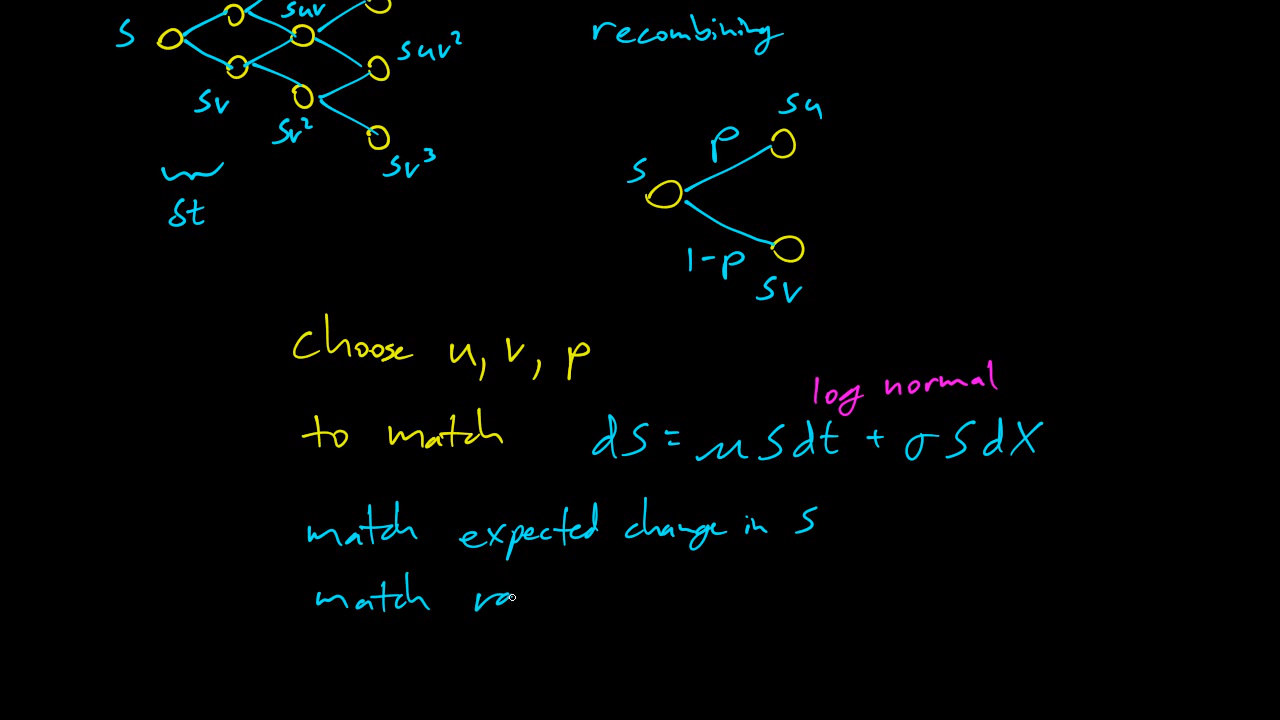 suv
S
recombining
suv²
su
sv
p
sv²
s
sv³
δt
1-p
sv
Choose u, v, p
log normal
to match dS = μSdt + σSdX
match expected change in S
match